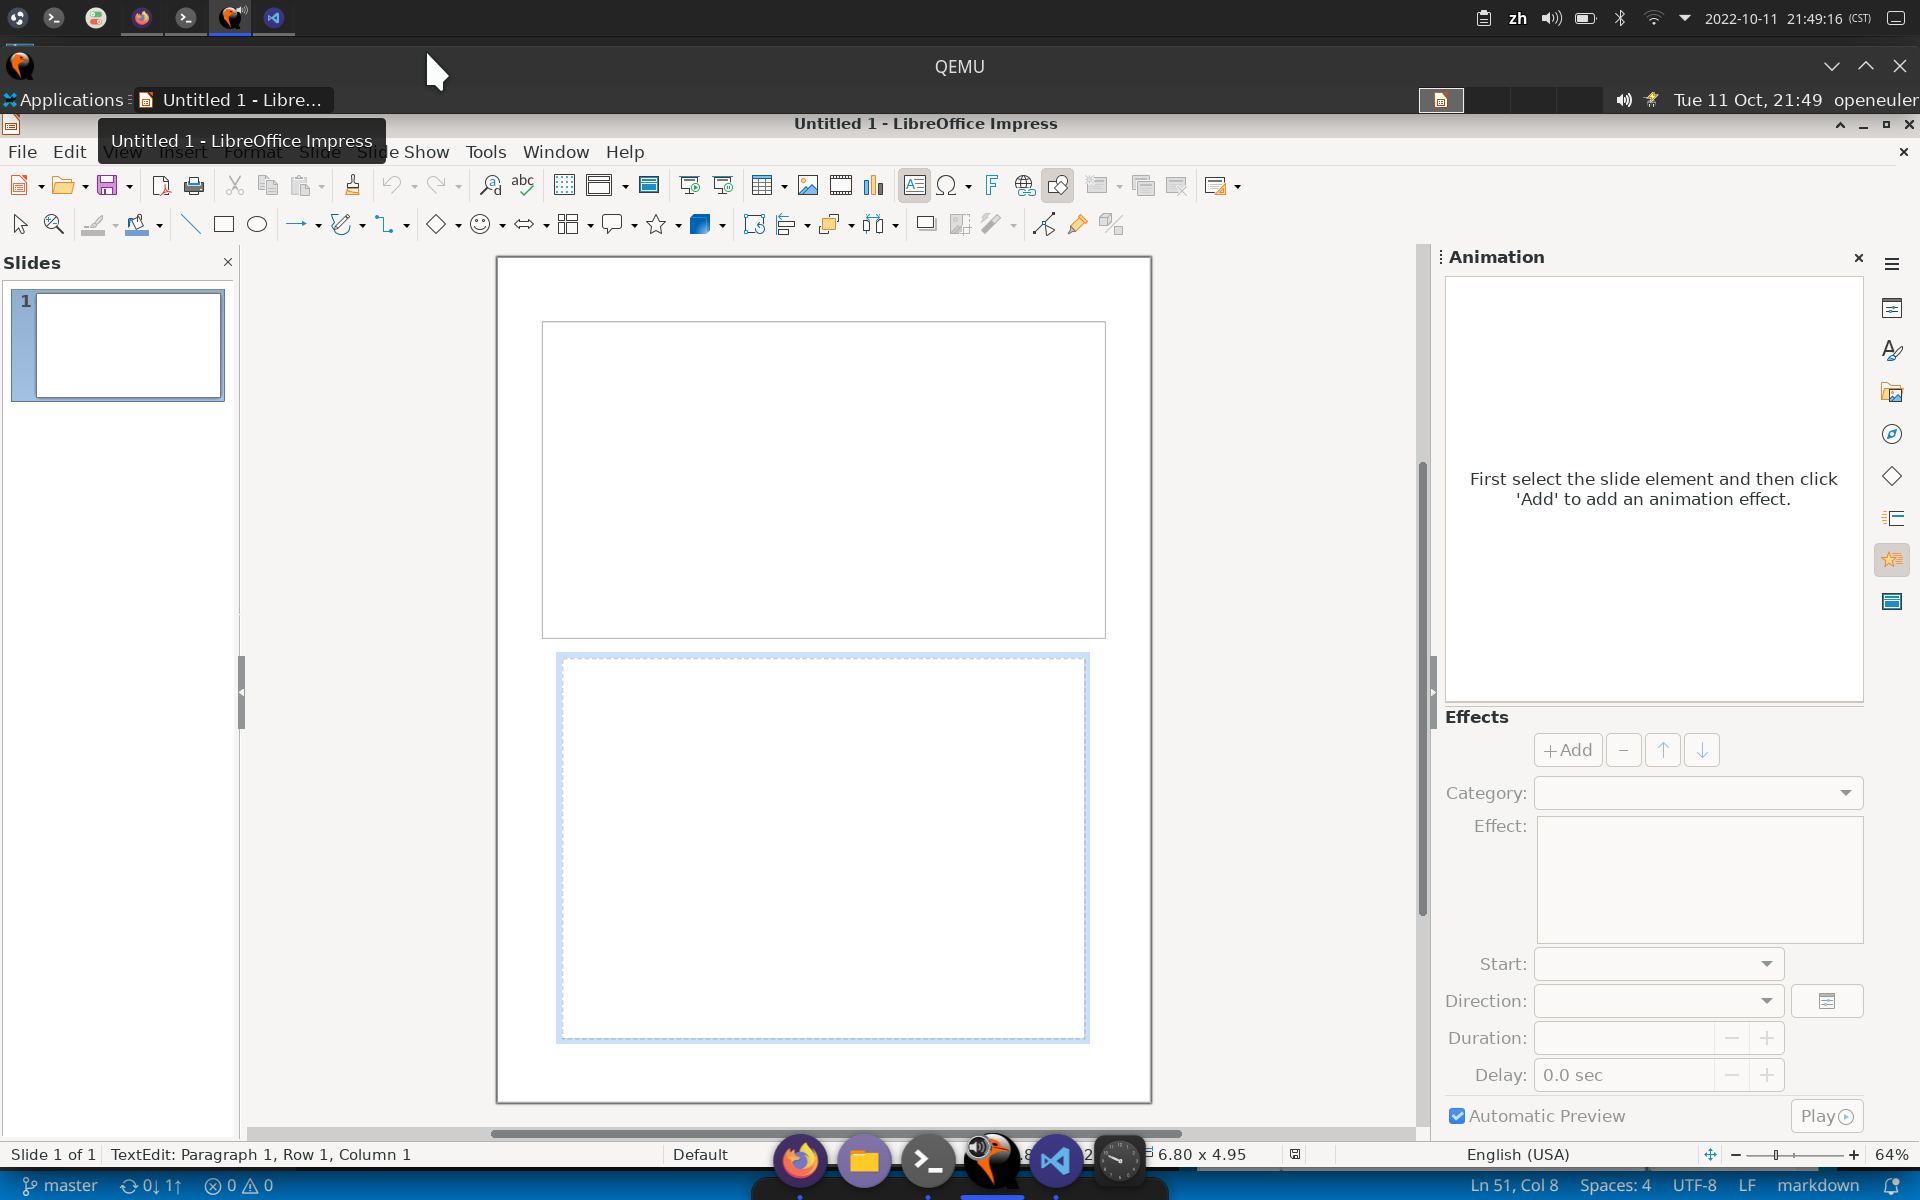 zh
2022-10-11 21:49:16 (CST)
QEMU
Applications
Untitled 1 - Libre...
Tue 11 Oct, 21:49 openeuler
Untitled 1 - LibreOffice Impress
Untitled 1 - LibreOffice Impress
File Edit View Insert Format Slide Slide Show Tools Window Help
Slides
1
Animation
First select the slide element and then click
'Add' to add an animation effect.
Effects
Add
Category:
Effect:
Start:
Direction:
Duration:
Delay: 0.0 sec
Automatic Preview
Play
Slide 1 of 1
TextEdit: Paragraph 1, Row 1, Column 1
Default
6.80 x 4.95
English (USA)
64%
master
0↓ 1↑
0 0
Ln 51, Col 8
Spaces: 4
UTF-8
LF
markdown